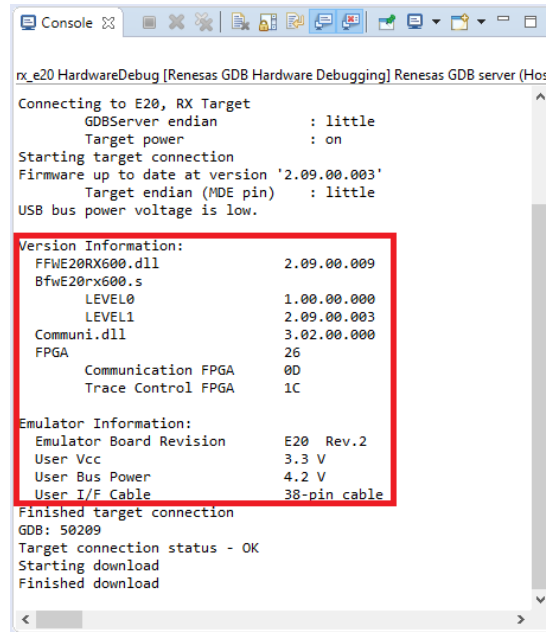 Console
rx_e20 HardwareDebug [Renesas GDB Hardware Debugging] Renesas GDB server (Hos
Connecting to E20, RX Target
GDBServer endian : little
Target power : on
Starting target connection
Firmware up to date at version '2.09.00.003'
Target endian (MDE pin) : little
USB bus power voltage is low.
Version Information:
FFWE20RX600.dll 2.09.00.009
BfwE20rx600.s
LEVEL0 1.00.00.000
LEVEL1 2.09.00.003
Communi.dll 3.02.00.000
FPGA 26
Communication FPGA 0D
Trace Control FPGA 1C
Emulator Information:
Emulator Board Revision E20 Rev.2
User Vcc 3.3 V
User Bus Power 4.2 V
User I/F Cable 38-pin cable
Finished target connection
GDB: 50209
Target connection status - OK
Starting download
Finished download